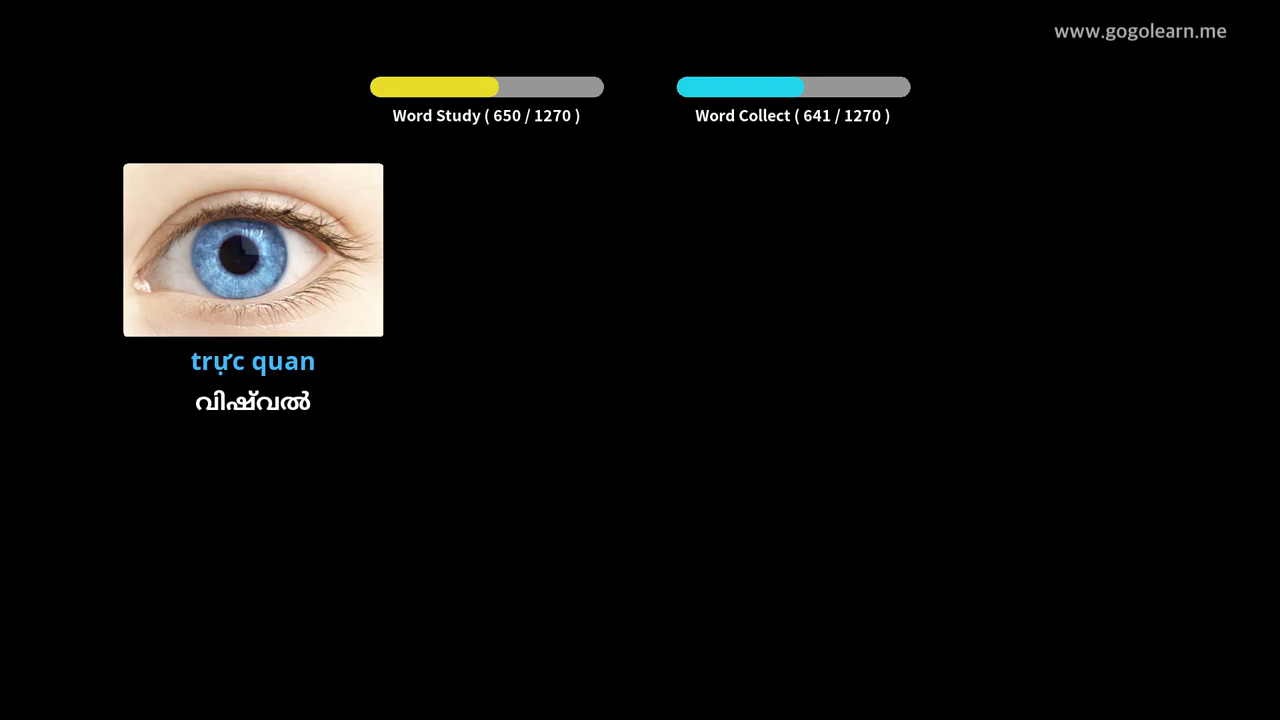 www.gogolearn.me
Word Study ( 650 / 1270 )
Word Collect ( 641 / 1270 )
trực quan
വിഷ്വൽ